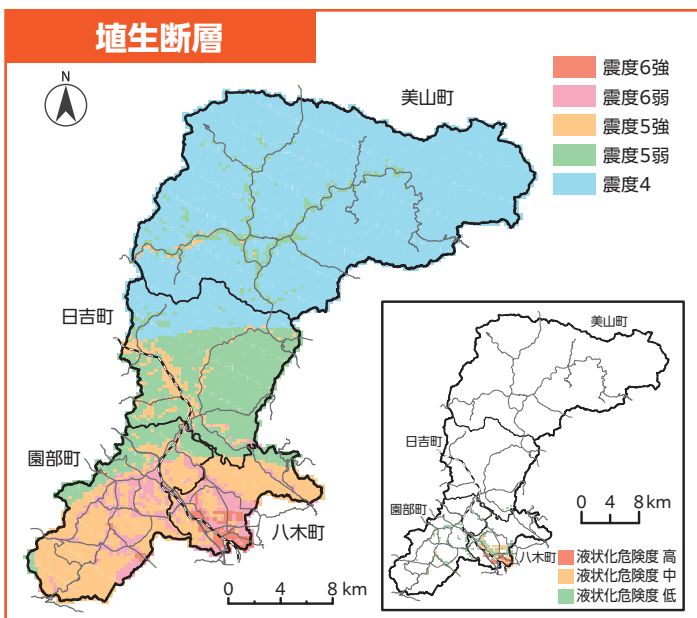 埴生断層
N
美山町
震度6強
震度6弱
震度5強
震度5弱
震度4
日吉町
園部町
八木町
0 4 8 km
美山町
日吉町
園部町
八木町
0 4 8km
液状化危険度 高
液状化危険度 中
液状化危険度 低